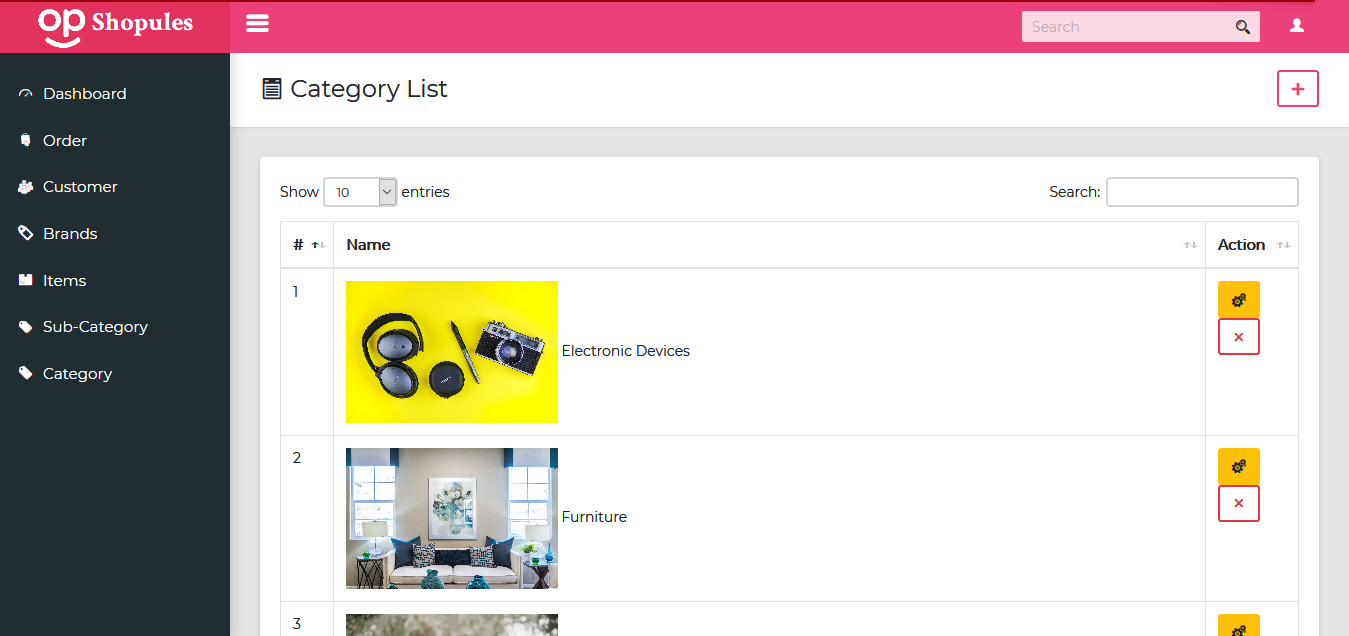 op Shopules
Search
Dashboard
Order
Customer
Brands
Items
Sub-Category
Category
Category List
+
Show 10 entries
Search:
# Name Action
1
Electronic Devices
2
Furniture
3